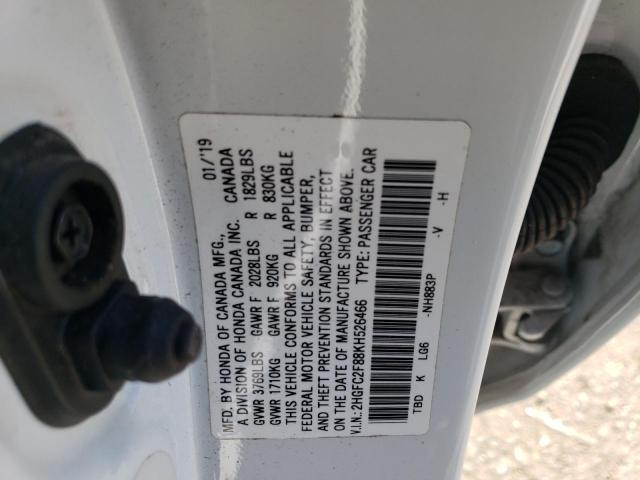 MFD. BY HONDA OF CANADA MFG., 01/'19
A DIVISION OF HONDA CANADA INC. CANADA
GVWR 3769LBS GAWR F 2028LBS R 1829LBS
GVWR 1710KG GAWR F 920KG R 830KG
THIS VEHICLE CONFORMS TO ALL APPLICABLE
FEDERAL MOTOR VEHICLE SAFETY, BUMPER,
AND THEFT PREVENTION STANDARDS IN EFFECT
ON THE DATE OF MANUFACTURE SHOWN ABOVE.
V.I.N.: 2HGFC2F88KH526466 TYPE: PASSENGER CAR
TBD K LG6 -NH883P -V -H